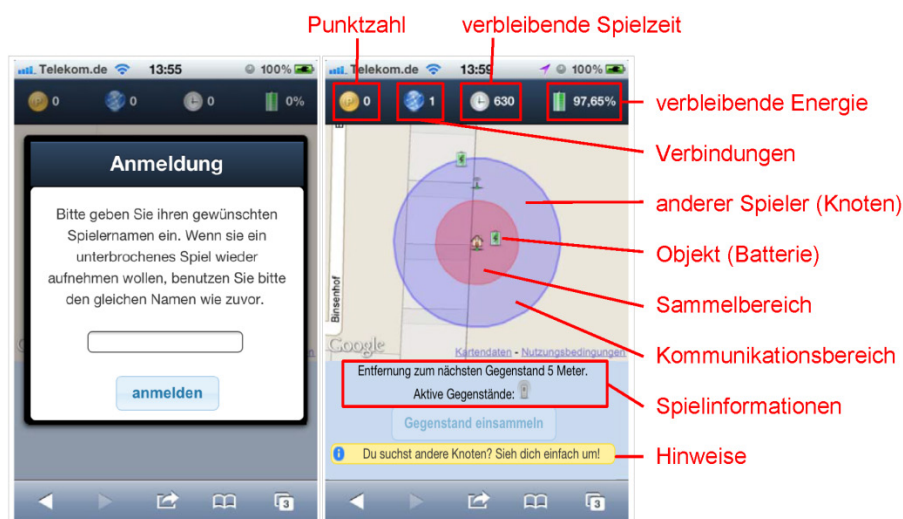 Punktzahl
verbleibende Spielzeit
Telekom.de 13:55 100%
0 0 0 0%
Anmeldung
Bitte geben Sie ihren gewünschten
Spielernamen ein. Wenn sie ein
unterbrochenes Spiel wieder
aufnehmen wollen, benutzen Sie bitte
den gleichen Namen wie zuvor.
anmelden
3
Telekom.de 13:59 100%
0 1 630 97,65%
Binsenhof
Google
Kartendaten - Nutzungsbedingungen
Entfernung zum nächsten Gegenstand 5 Meter.
Aktive Gegenstände:
Gegenstand einsammeln
Du suchst andere Knoten? Sieh dich einfach um!
3
verbleibende Energie
Verbindungen
anderer Spieler (Knoten)
Objekt (Batterie)
Sammelbereich
Kommunikationsbereich
Spielinformationen
Hinweise